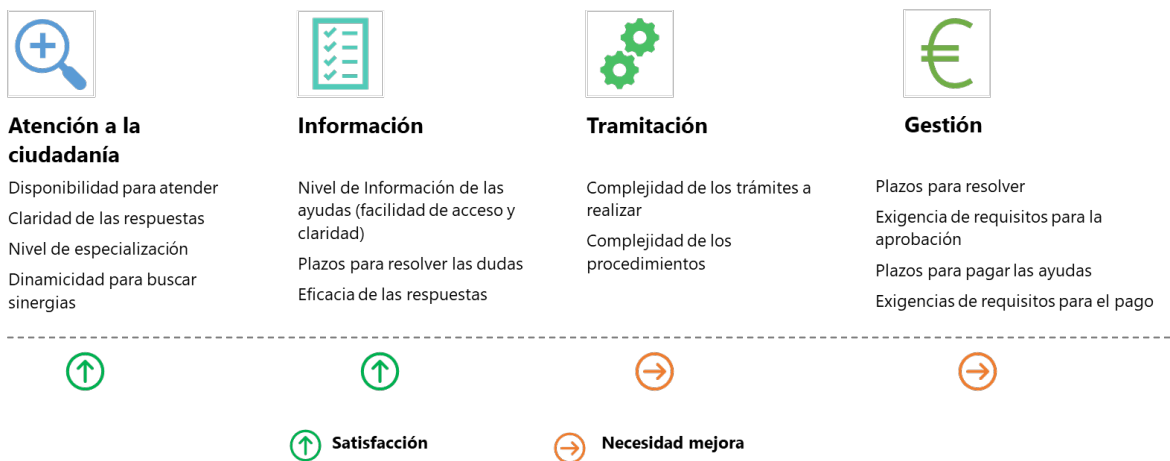 Atención a la
ciudadanía
Disponibilidad para atender
Claridad de las respuestas
Nivel de especialización
Dinamicidad para buscar
sinergias
Información
Nivel de Información de las
ayudas (facilidad de acceso y
claridad)
Plazos para resolver las dudas
Eficacia de las respuestas
Tramitación
Complejidad de los trámites a
realizar
Complejidad de los
procedimientos
Gestión
Plazos para resolver
Exigencia de requisitos para la
aprobación
Plazos para pagar las ayudas
Exigencias de requisitos para el pago
Satisfacción
Necesidad mejora